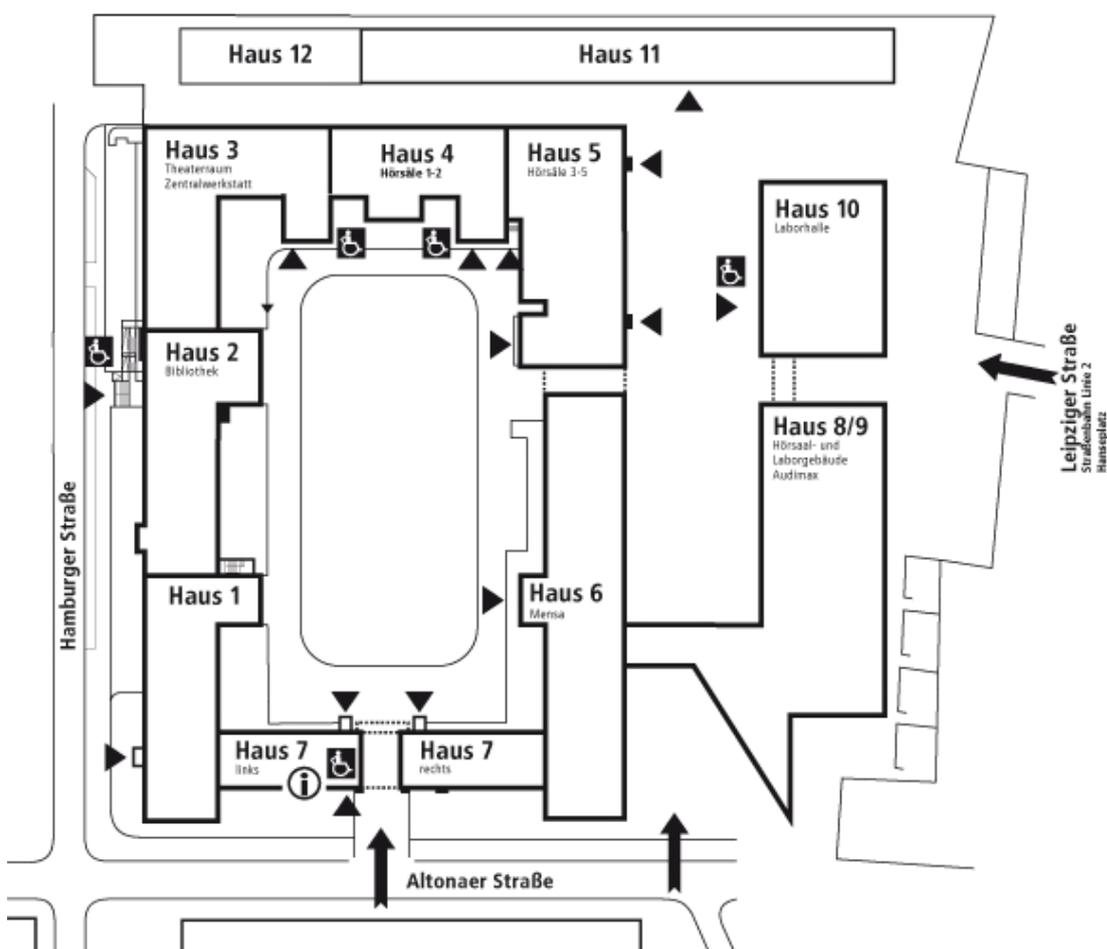 Haus 12
Haus 11
Haus 3
Theaterraum
Zentralwerkstatt
Haus 4
Hörsäle 1-2
Haus 5
Hörsäle 3-5
Haus 10
Laborhalle
Haus 2
Bibliothek
Leipziger Straße
Straßenbahn Linie 2
Hanseplatz
Haus 8/9
Hörsaal- und
Laborgebäude
Audimax
Hamburger Straße
Haus 1
Haus 6
Mensa
Haus 7
links
i
Haus 7
rechts
Altonaer Straße